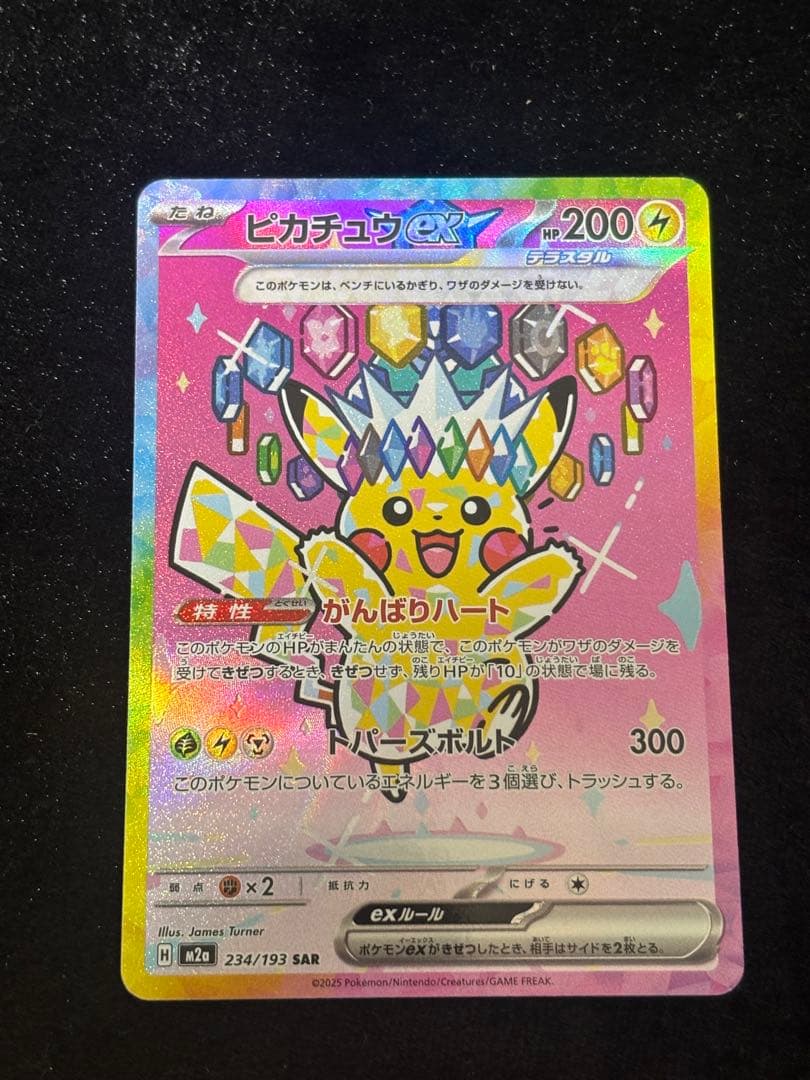 たね ピカチュウex HP200
テラスタル
このポケモンは、ベンチにいるかぎり、ワザのダメージを受けない。
特性 とくせい がんばりハート
このポケモンのHPがまんたんの状態で、このポケモンがワザのダメージを
受けてきぜつするとき、きぜつせず、残りHPが「10」の状態で場に残る。
トパーズボルト 300
このポケモンについているエネルギーを3個選び、トラッシュする。
弱点 ×2 抵抗力 にげる
exルール
ポケモンexがきぜつしたとき、相手はサイドを2枚とる。
Illus. James Turner
H M2a 234/193 SAR
©2025 Pokémon/Nintendo/Creatures/GAME FREAK.